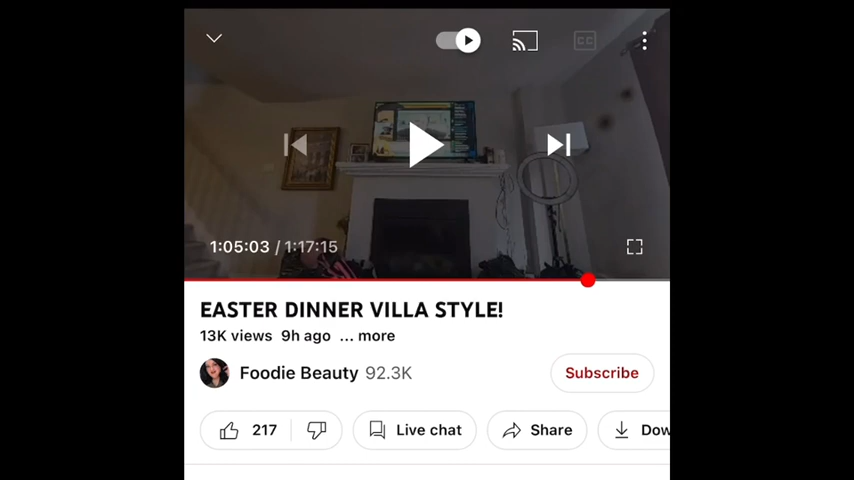 CC
1:05:03 / 1:17:15
EASTER DINNER VILLA STYLE!
13K views 9h ago ... more
Foodie Beauty 92.3K
Subscribe
217 Live chat Share Dow